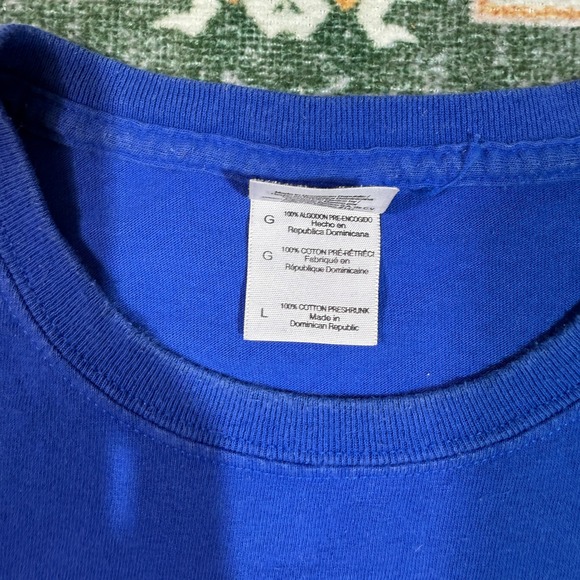 G 100% ALGODON PRE-ENCOGIDO
Hecho en
Republica Dominicana
G 100% COTON PRÉ-RÉTRÉCI
Fabriqué en
République Dominicaine
L 100% COTTON PRESHRUNK
Made in
Dominican Republic